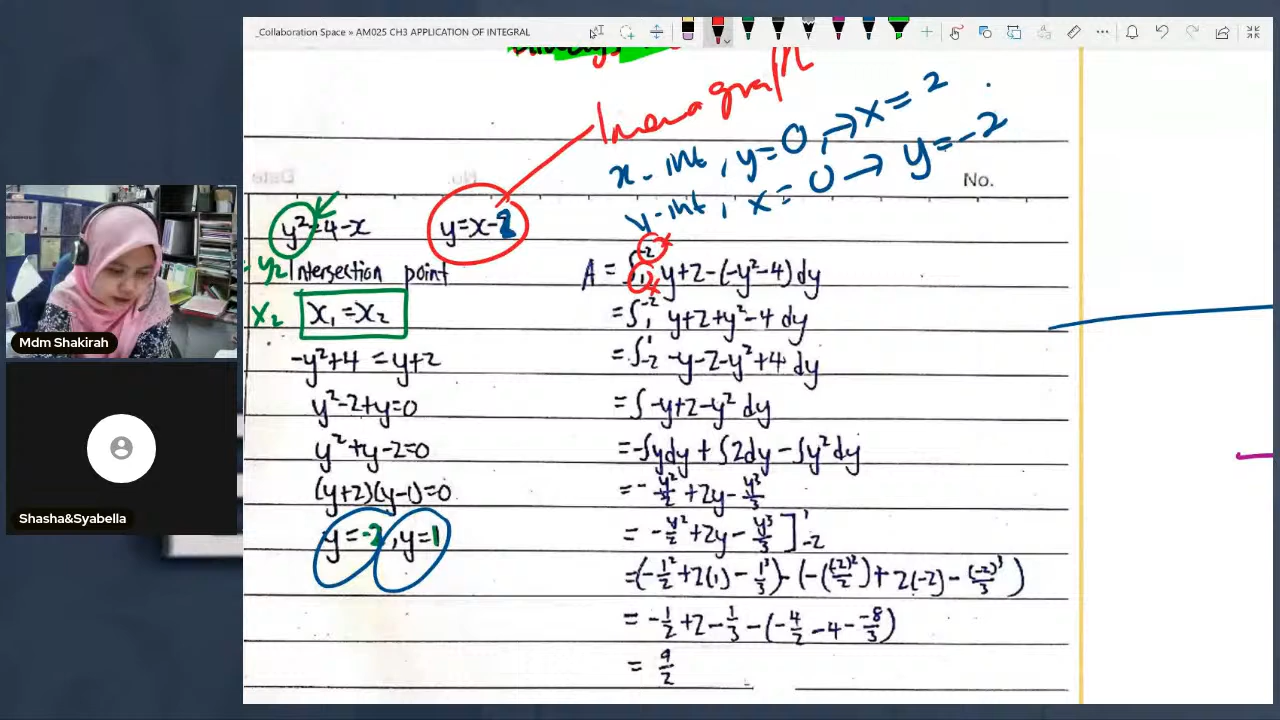 _Collaboration Space » AM025 CH3 APPLICATION OF INTEGRAL
x-int, y=0, → x=2
y-int, x=0 → y=-2
No.
y²=4-x
y=x-2
Intersection point
x₁=x₂
-y²+4=y+2
y²-2+y=0
y²+y-2=0
(y+2)(y-1)=0
y=-2, y=1
A = ∫₁⁻² y+2-(-y²-4) dy
=∫₁⁻² y+2+y²-4 dy
=∫₋₂¹ -y-2-y²+4 dy
=∫ -y+2-y² dy
=-∫ydy + ∫2dy - ∫y²dy
= -y²/2 + 2y - y³/3
= -y²/2 + 2y - y³/3 ]₋₂¹
=(-1²/2 + 2(1) - 1³/3) - (-((-2)²/2) + 2(-2) - (-2)³/3)
= -1/2 + 2 - 1/3 - (-4/2 - 4 - -8/3)
= 9/2
x₂
Mdm Shakirah
Shasha&Syabella